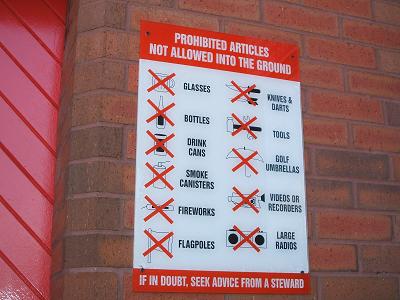 PROHIBITED ARTICLES
NOT ALLOWED INTO THE GROUND
GLASSES
KNIVES &
DARTS
BOTTLES
TOOLS
DRINK
CANS
GOLF
UMBRELLAS
SMOKE
CANISTERS
VIDEOS OR
RECORDERS
FIREWORKS
LARGE
RADIOS
FLAGPOLES
IF IN DOUBT, SEEK ADVICE FROM A STEWARD